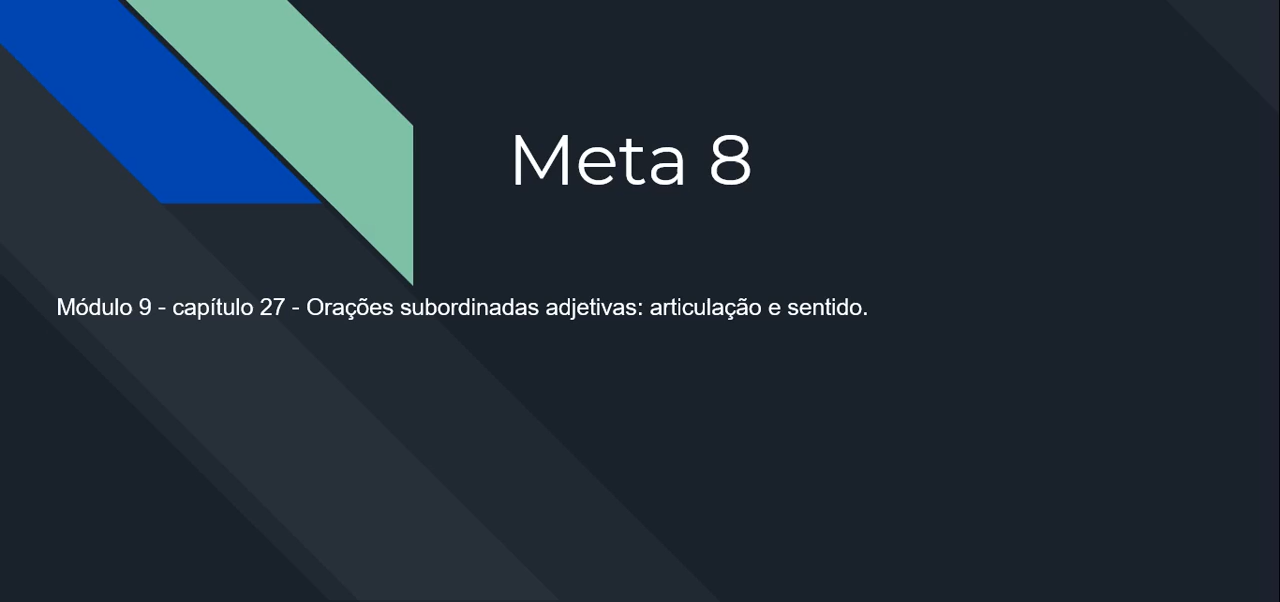 Meta 8
Módulo 9 - capítulo 27 - Orações subordinadas adjetivas: articulação e sentido.